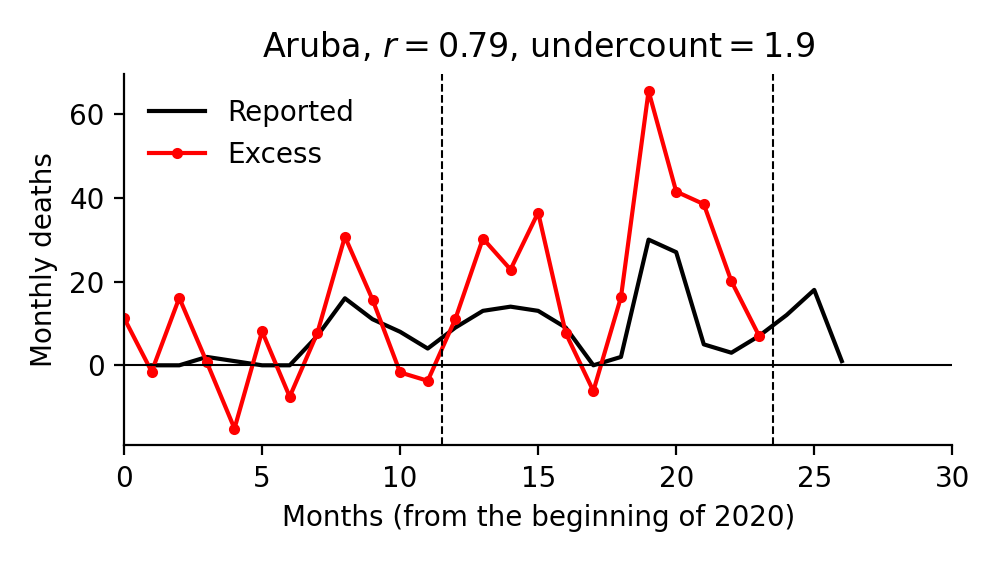 Aruba, r = 0.79, undercount = 1.9
Reported
Excess
Monthly deaths
60
40
20
0
0 5 10 15 20 25 30
Months (from the beginning of 2020)